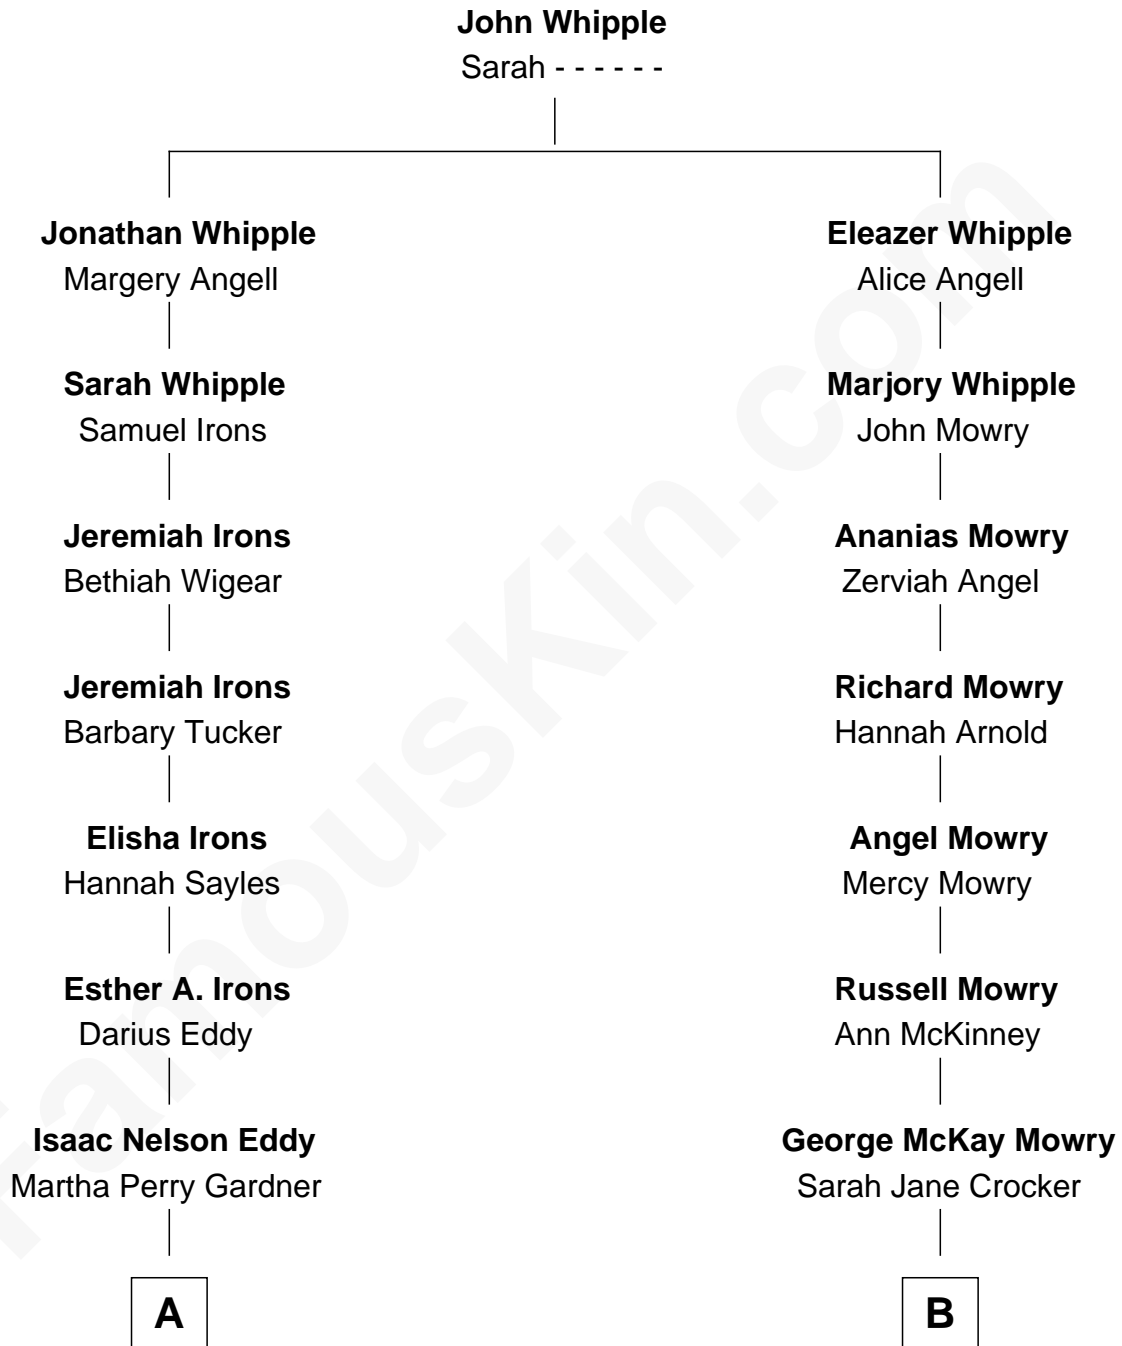 John Whipple
Sarah - - - - - -
Jonathan Whipple
Margery Angell
Eleazer Whipple
Alice Angell
Sarah Whipple
Samuel Irons
Marjory Whipple
John Mowry
Jeremiah Irons
Bethiah Wigear
Ananias Mowry
Zerviah Angel
Jeremiah Irons
Barbary Tucker
Richard Mowry
Hannah Arnold
Elisha Irons
Hannah Sayles
Angel Mowry
Mercy Mowry
Esther A. Irons
Darius Eddy
Russell Mowry
Ann McKinney
Isaac Nelson Eddy
Martha Perry Gardner
George McKay Mowry
Sarah Jane Crocker
A
B
FamousKin.com